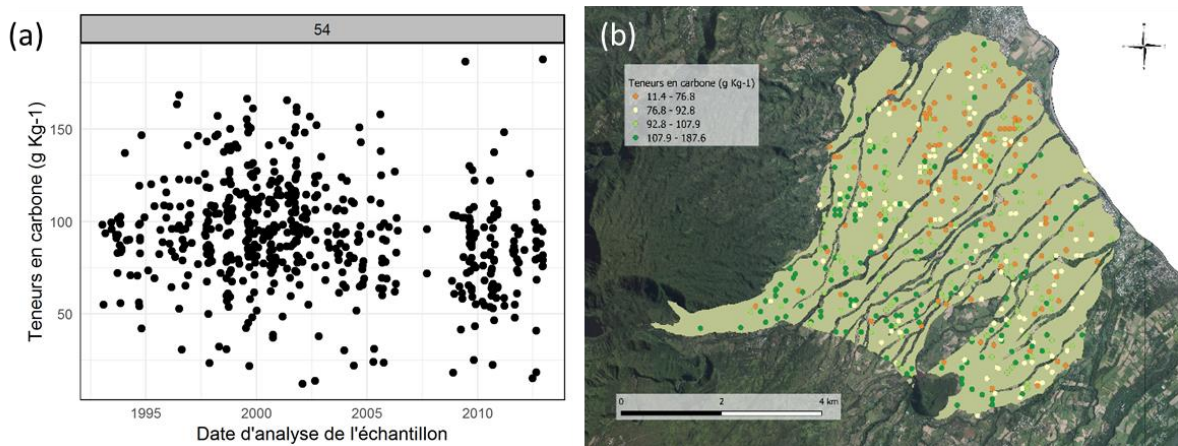 (a)
54
Teneurs en carbone (g Kg-1)
150
100
50
1995
2000
2005
2010
Date d'analyse de l'échantillon
(b)
Teneurs en carbone (g Kg-1)
11.4 - 76.8
76.8 - 92.8
92.8 - 107.9
107.9 - 187.6
0 2 4 km